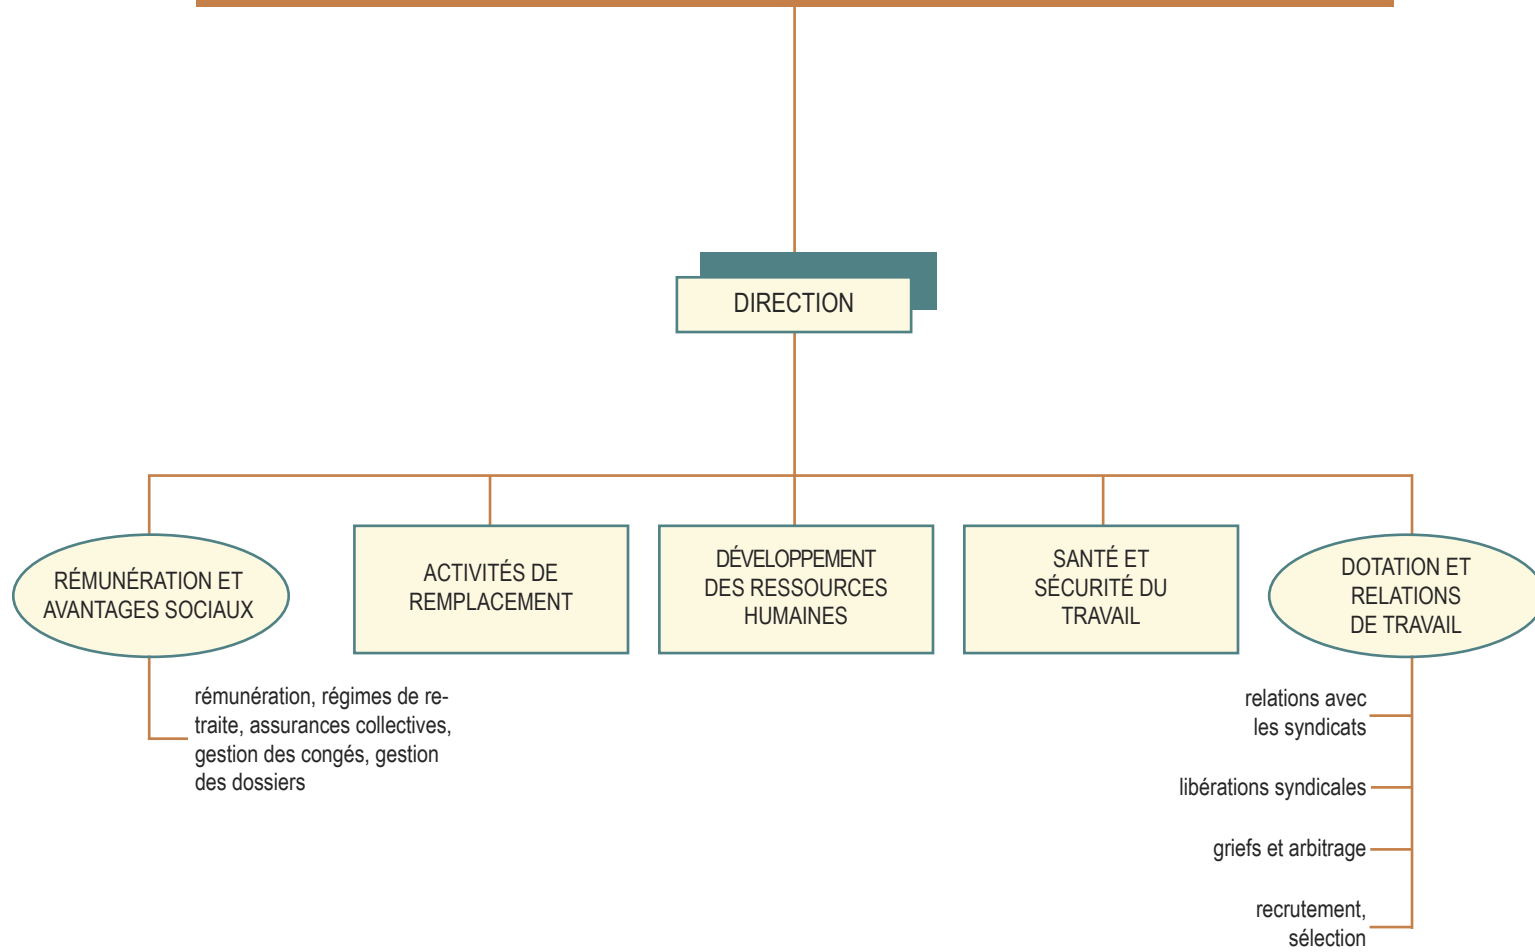 DIRECTION
RÉMUNÉRATION ET
AVANTAGES SOCIAUX
ACTIVITÉS DE
REMPLACEMENT
DÉVELOPPEMENT
DES RESSOURCES
HUMAINES
SANTÉ ET
SÉCURITÉ DU
TRAVAIL
DOTATION ET
RELATIONS
DE TRAVAIL
rémunération, régimes de re-
traite, assurances collectives,
gestion des congés, gestion
des dossiers
relations avec
les syndicats
libérations syndicales
griefs et arbitrage
recrutement,
sélection